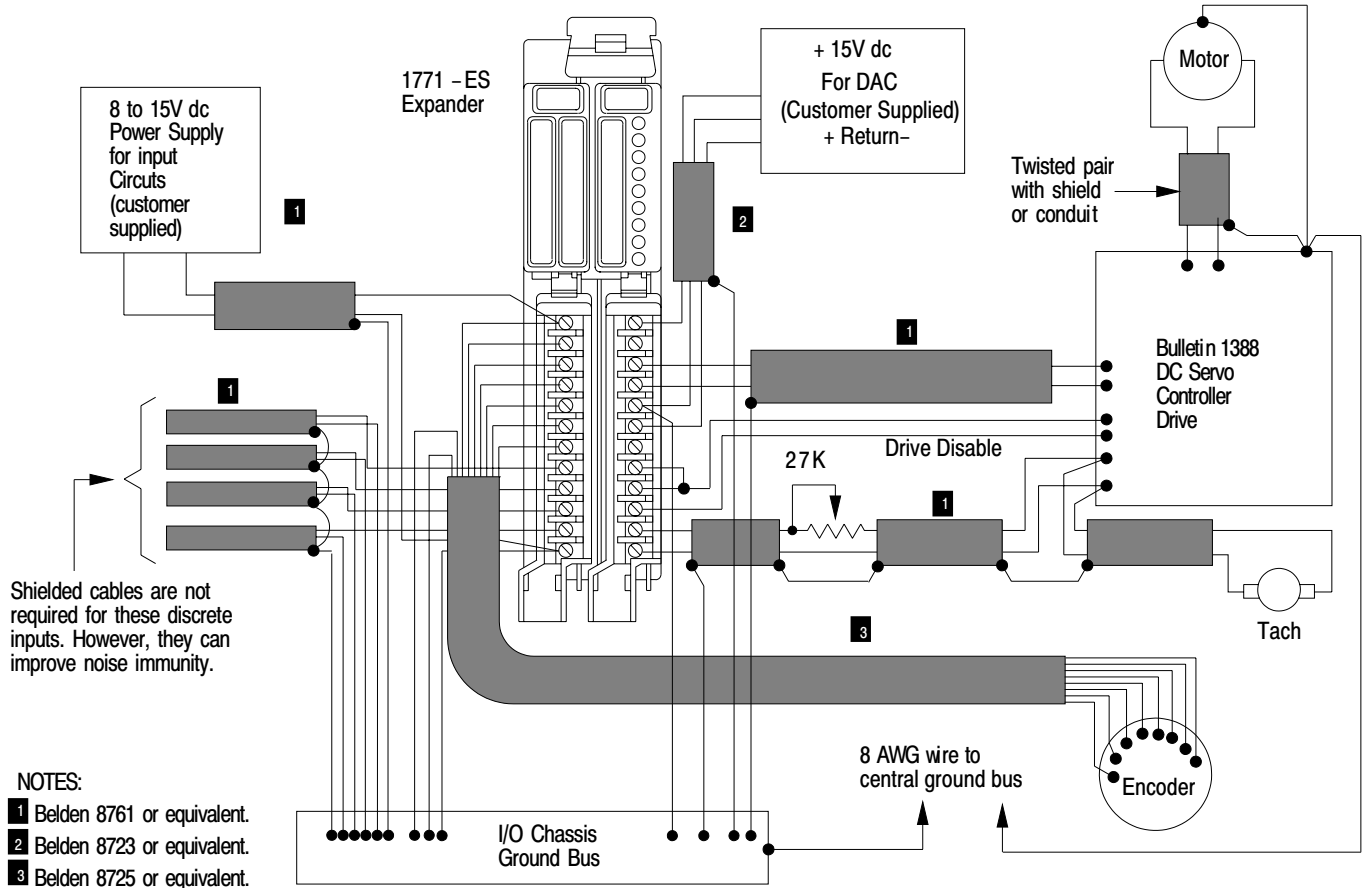 1771 –ES
Expander
8 to 15V dc
Power Supply
for input
Circuts
(customer
supplied)
1
+ 15V dc
For DAC
(Customer Supplied)
+ Return–
2
Motor
Twisted pair
with shield
or conduit
1
Bulletin 1388
DC Servo
Controller
Drive
1
Drive Disable
27K
1
Tach
Shielded cables are not
required for these discrete
inputs. However, they can
improve noise immunity.
3
Encoder
8 AWG wire to
central ground bus
I/O Chassis
Ground Bus
NOTES:
1 Belden 8761 or equivalent.
2 Belden 8723 or equivalent.
3 Belden 8725 or equivalent.